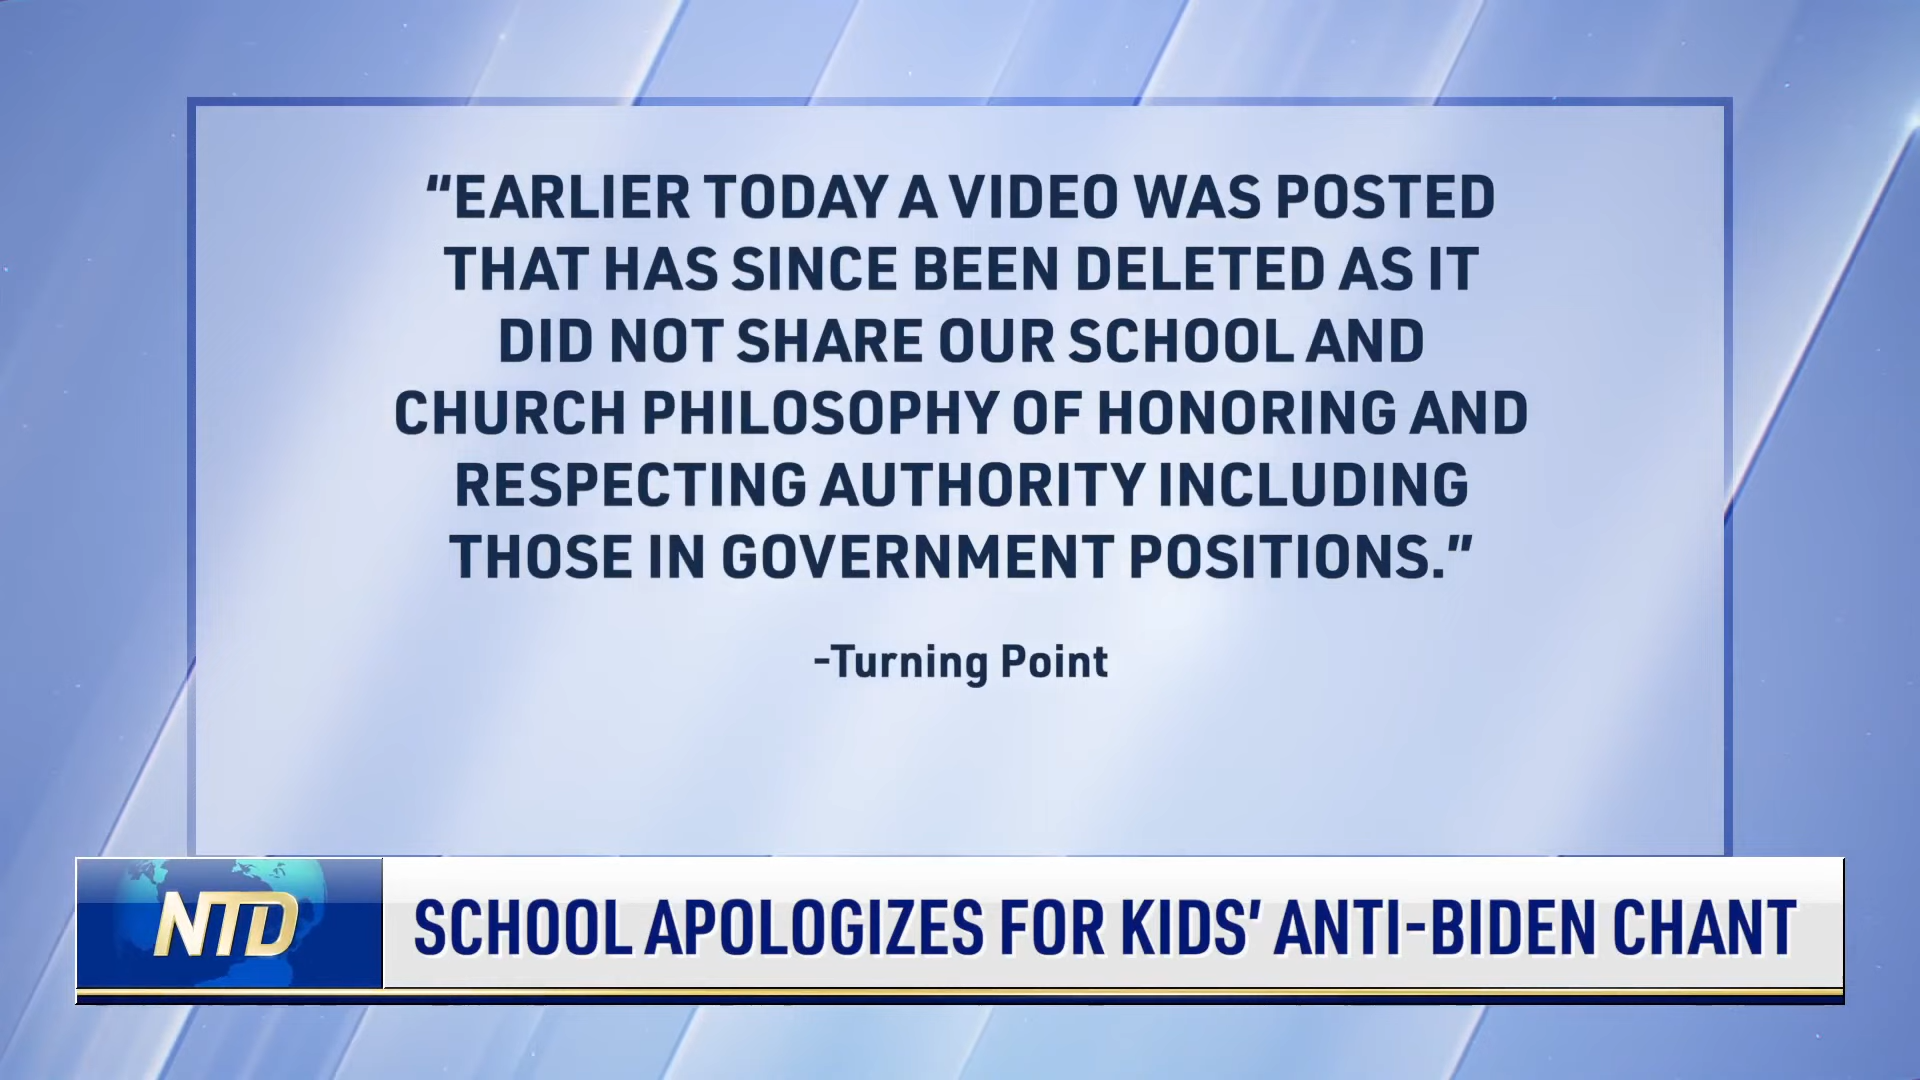 “EARLIER TODAY A VIDEO WAS POSTED
THAT HAS SINCE BEEN DELETED AS IT
DID NOT SHARE OUR SCHOOL AND
CHURCH PHILOSOPHY OF HONORING AND
RESPECTING AUTHORITY INCLUDING
THOSE IN GOVERNMENT POSITIONS.”
-Turning Point
NTD
SCHOOL APOLOGIZES FOR KIDS’ ANTI-BIDEN CHANT